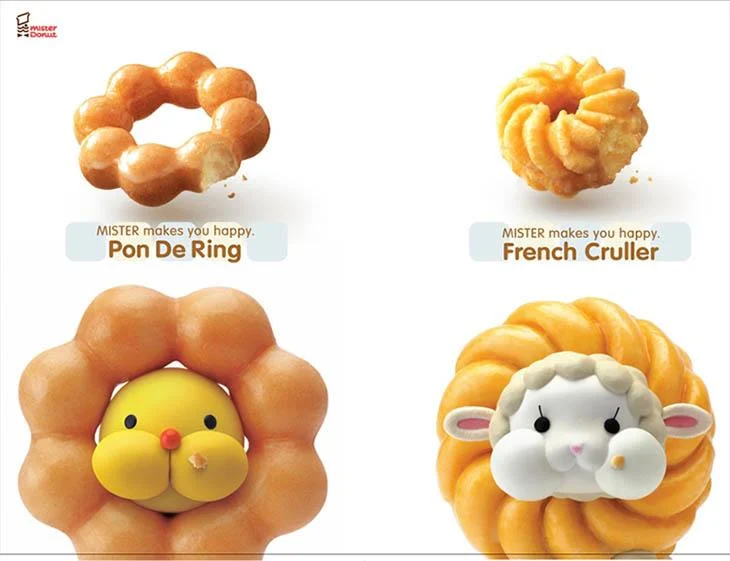 mister
Donut
MISTER makes you happy.
Pon De Ring
MISTER makes you happy.
French Cruller